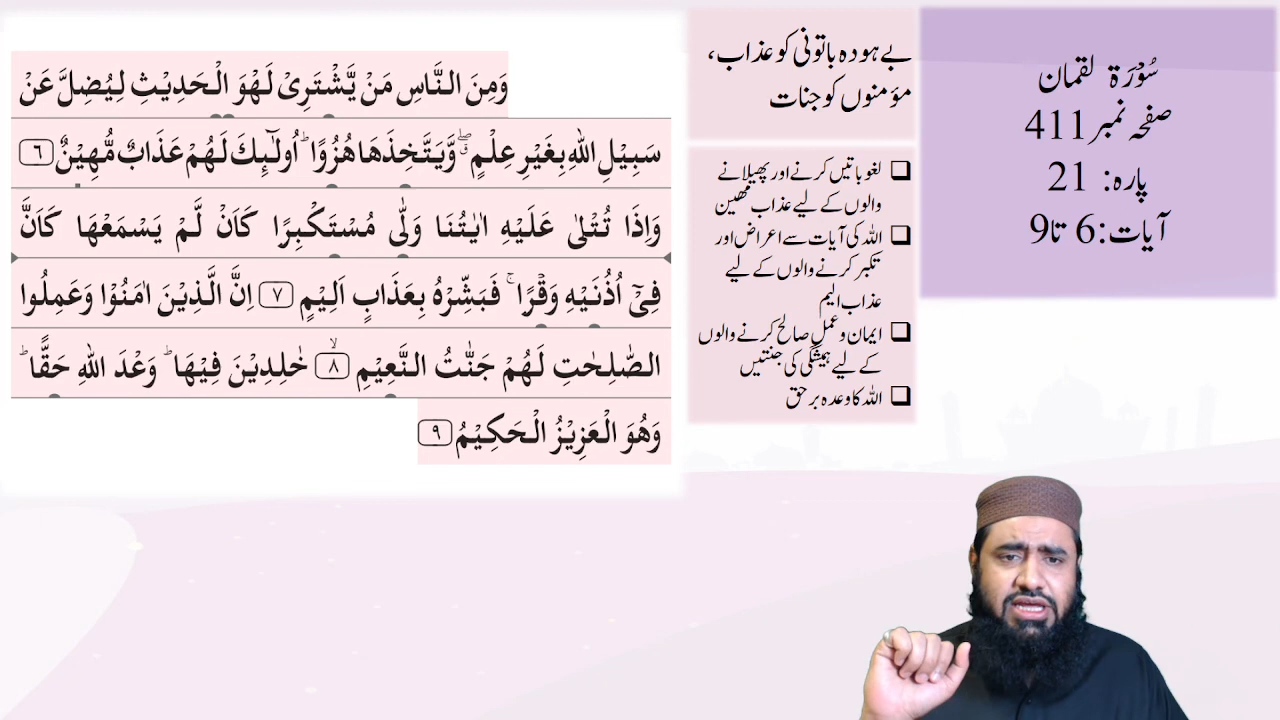 سُوْرَة لقمان
صفحہ نمبر 411
پارہ: 21
آیات: 6 تا 9
بے ہودہ باتونی کو عذاب،
مؤمنوں کو جنات
لغو باتیں کرنے اور پھیلانے
والوں کے لیے عذاب مھین
اللہ کی آیات سے اعراض اور
تکبر کرنے والوں کے لیے
عذاب الیم
ایمان و عمل صالح کرنے والوں
کے لیے ہمیشگی کی جنتیں
اللہ کا وعدہ برحق
وَمِنَ النَّاسِ مَنْ يَّشْتَرِىْ لَهْوَ الْحَدِيْثِ لِيُضِلَّ عَنْ
سَبِيْلِ اللّٰهِ بِغَيْرِ عِلْمٍ ۖق وَّيَتَّخِذَهَا هُزُوًا ؕ اُولٰٓئِكَ لَهُمْ عَذَابٌ مُّهِيْنٌ ٦
وَاِذَا تُتْلٰى عَلَيْهِ اٰيٰتُنَا وَلّٰى مُسْتَكْبِرًا كَاَنْ لَّمْ يَسْمَعْهَا كَاَنَّ
فِىْۤ اُذُنَيْهِ وَقْرًا ۚ فَبَشِّرْهُ بِعَذَابٍ اَلِيْمٍ ٧ اِنَّ الَّذِيْنَ اٰمَنُوْا وَعَمِلُوا
الصّٰلِحٰتِ لَهُمْ جَنّٰتُ النَّعِيْمِ ۙ ٨ خٰلِدِيْنَ فِيْهَا ؕ وَعْدَ اللّٰهِ حَقًّا ؕ
وَهُوَ الْعَزِيْزُ الْحَكِيْمُ ٩